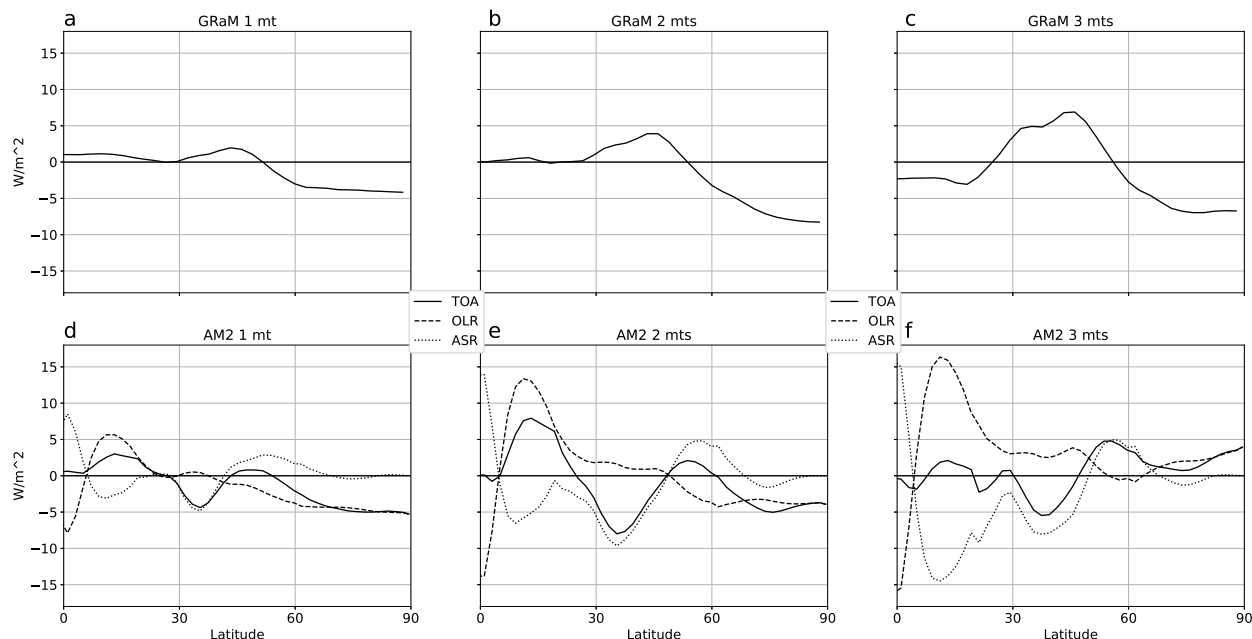 a
GRaM 1 mt
b
GRaM 2 mts
c
GRaM 3 mts
W/m^2
15
10
5
0
−5
−10
−15
d
AM2 1 mt
TOA
OLR
ASR
e
AM2 2 mts
TOA
OLR
ASR
f
AM2 3 mts
W/m^2
15
10
5
0
−5
−10
−15
0 30 60 90
Latitude
0 30 60 90
Latitude
0 30 60 90
Latitude